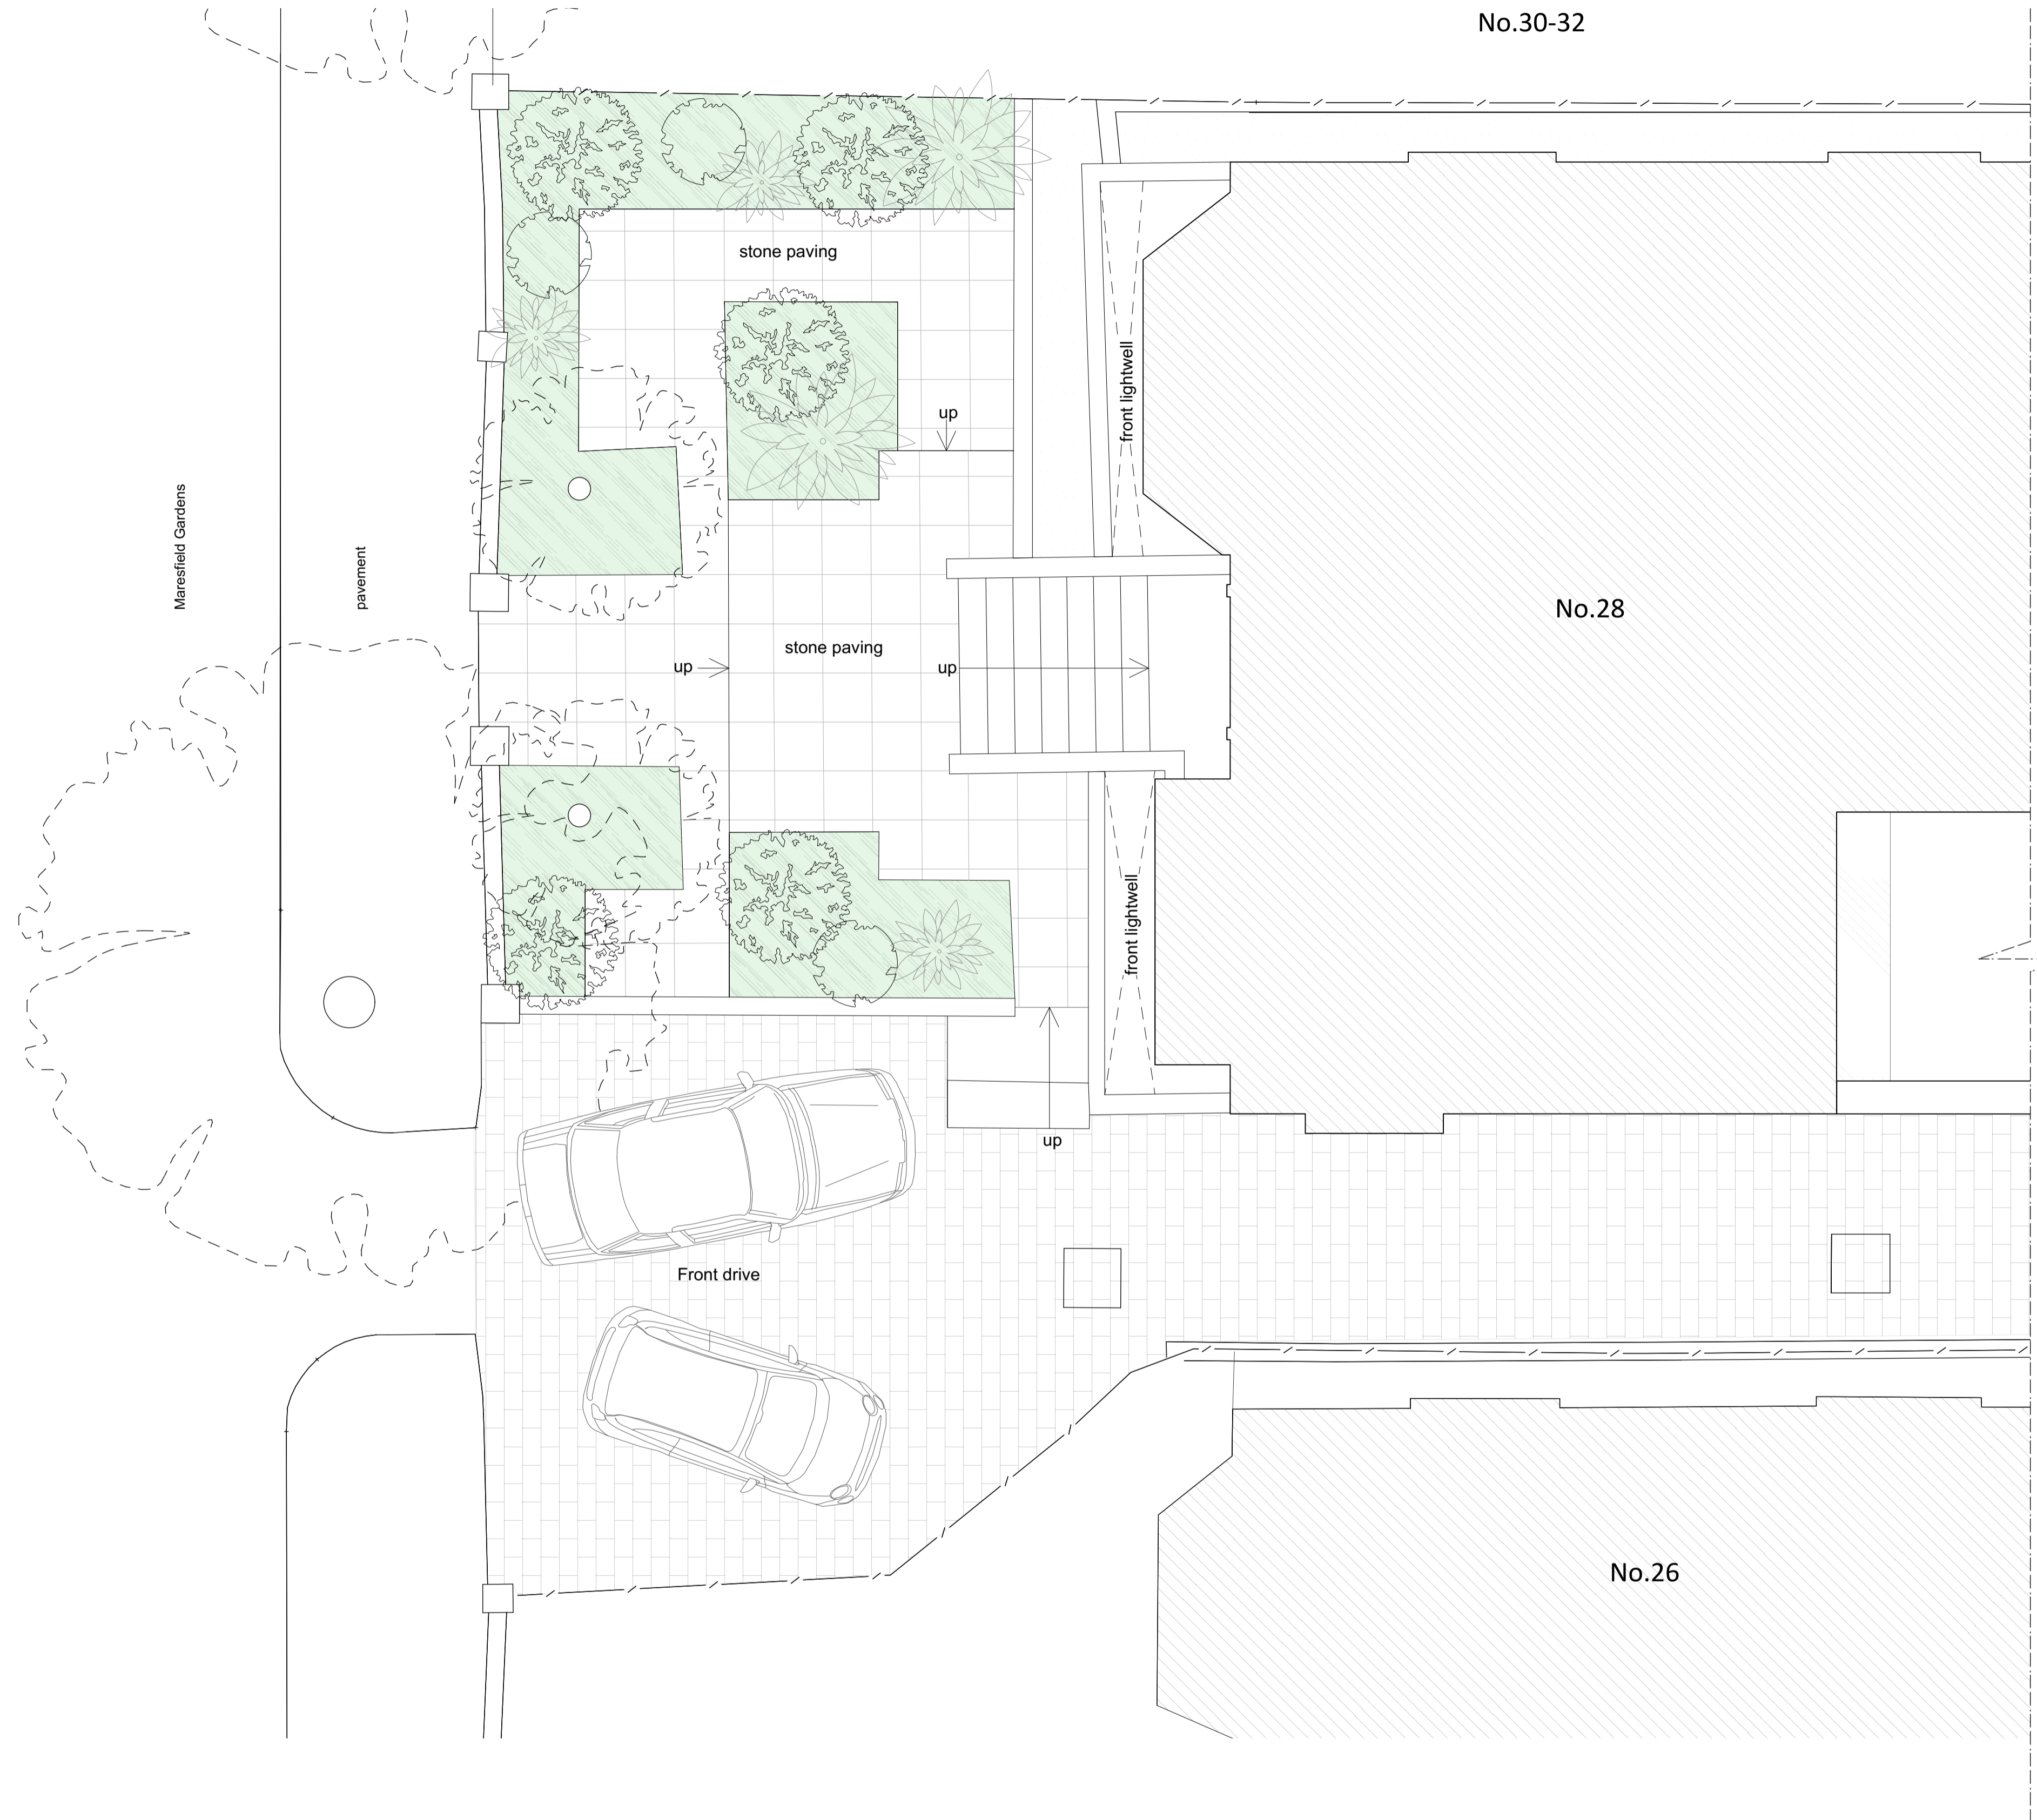 No.30-32
stone paving
up
front lightwell
Maresfield Gardens
pavement
No.28
stone paving
up
up
front lightwell
up
Front drive
No.26